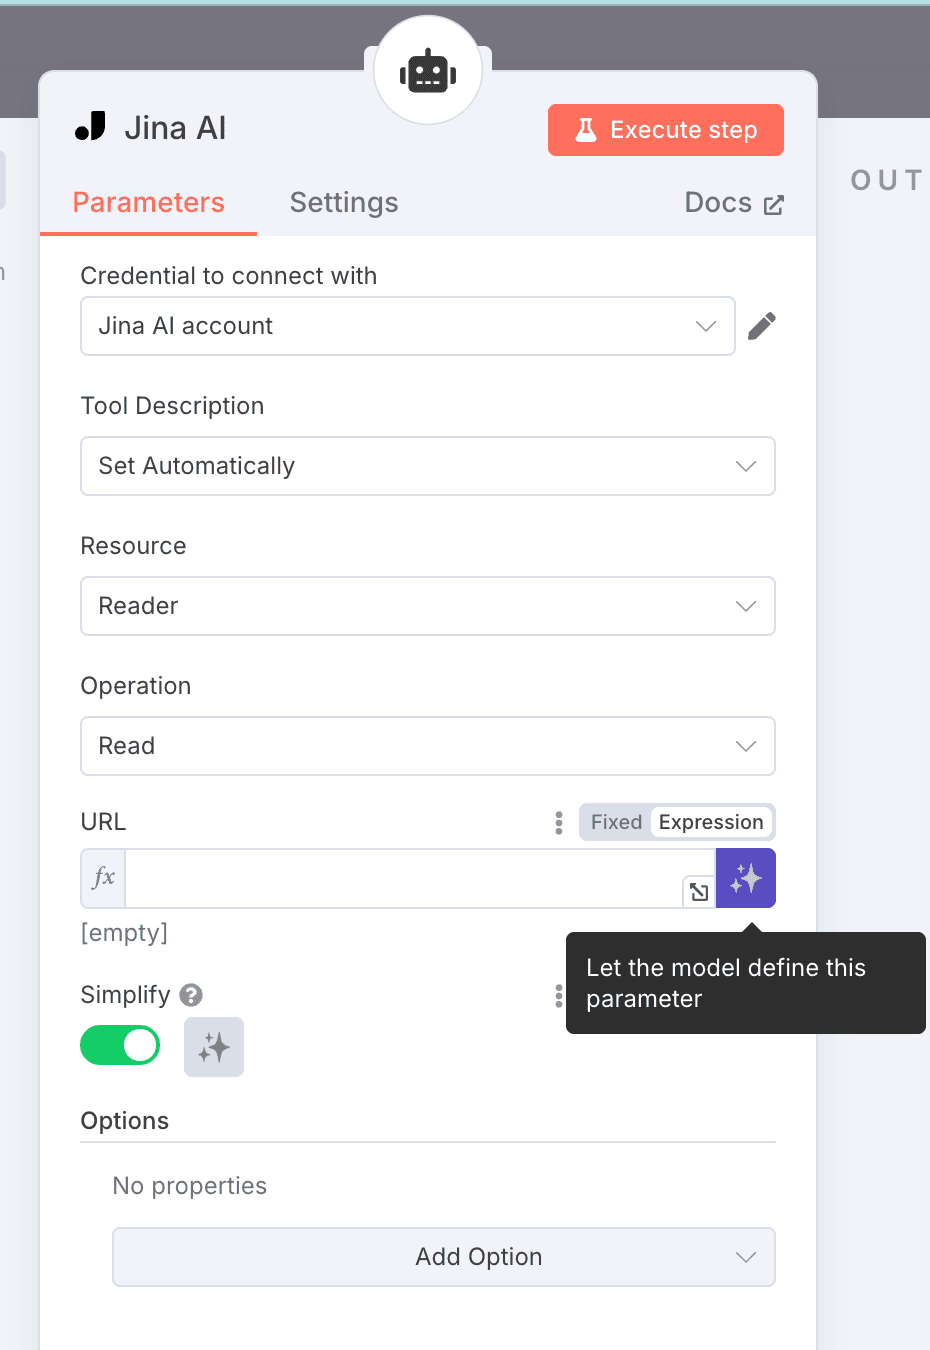 Jina AI
Execute step
OUT
Parameters
Settings
Docs
Credential to connect with
Jina AI account
Tool Description
Set Automatically
Resource
Reader
Operation
Read
URL
Fixed
Expression
fx
[empty]
Let the model define this
parameter
Simplify
Options
No properties
Add Option